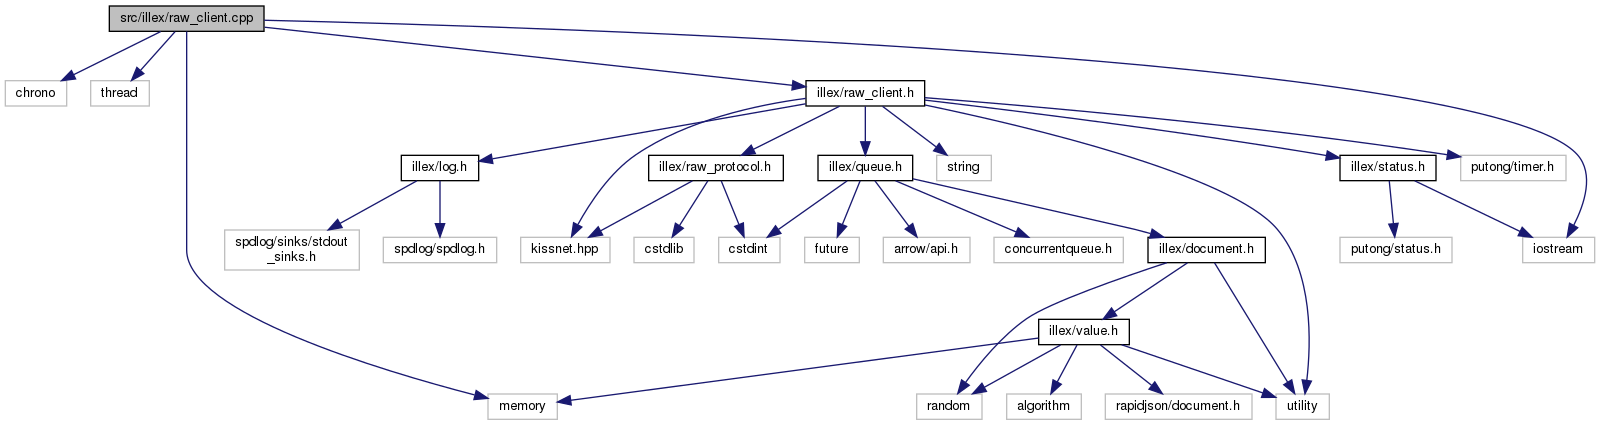 src/illex/raw_client.cpp
chrono
thread
illex/raw_client.h
illex/log.h
illex/raw_protocol.h
illex/queue.h
string
illex/status.h
putong/timer.h
spdlog/sinks/stdout
_sinks.h
spdlog/spdlog.h
kissnet.hpp
cstdlib
cstdint
future
arrow/api.h
concurrentqueue.h
illex/document.h
putong/status.h
iostream
illex/value.h
memory
random
algorithm
rapidjson/document.h
utility